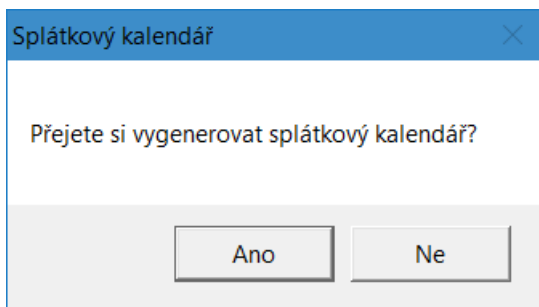 Splátkový kalendář
Přejete si vygenerovat splátkový kalendář?
Ano
Ne